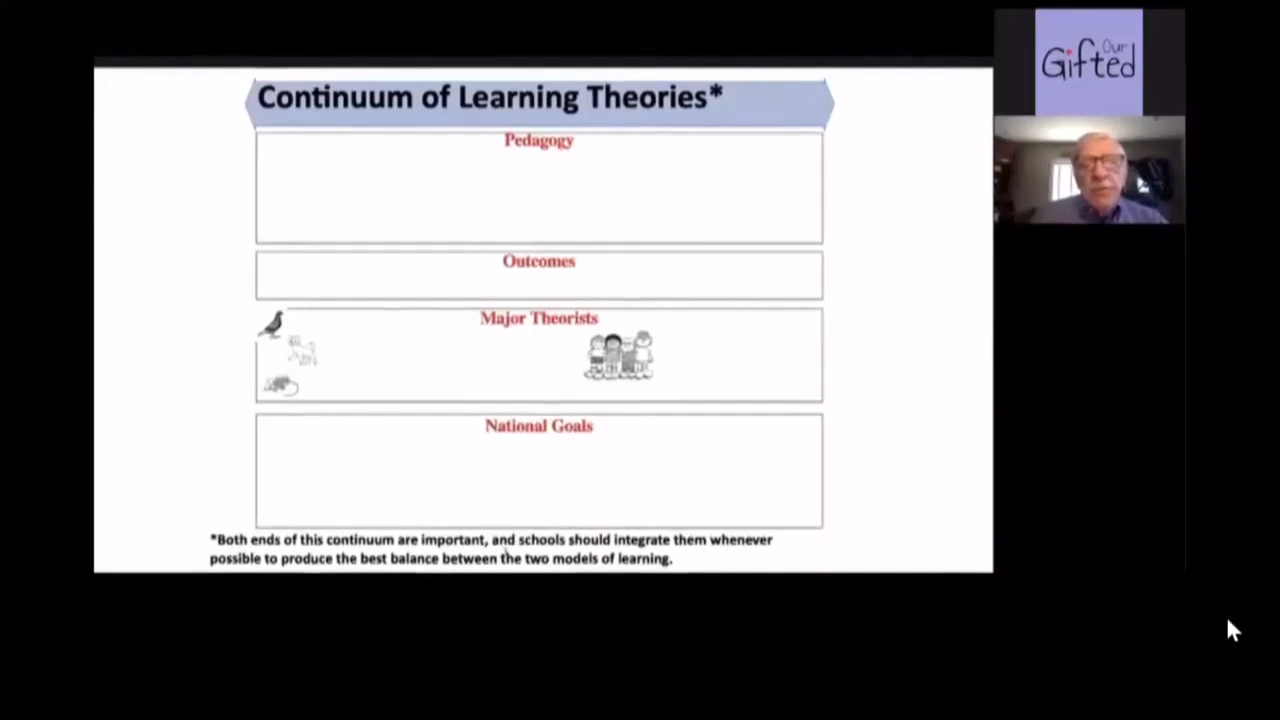 Our
Gifted
Continuum of Learning Theories*
Pedagogy
Outcomes
Major Theorists
National Goals
*Both ends of this continuum are important, and schools should integrate them whenever
possible to produce the best balance between the two models of learning.